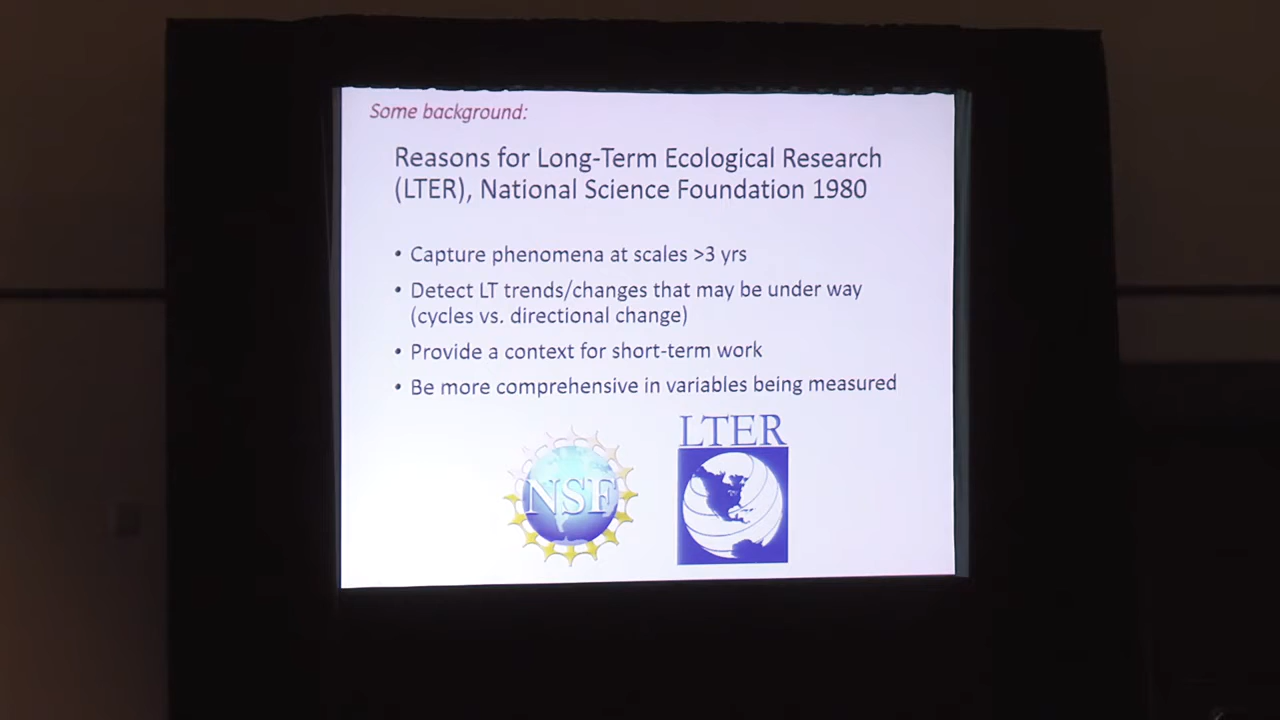 Some background:
Reasons for Long-Term Ecological Research
(LTER), National Science Foundation 1980
• Capture phenomena at scales >3 yrs
• Detect LT trends/changes that may be under way
(cycles vs. directional change)
• Provide a context for short-term work
• Be more comprehensive in variables being measured
LTER
NSF